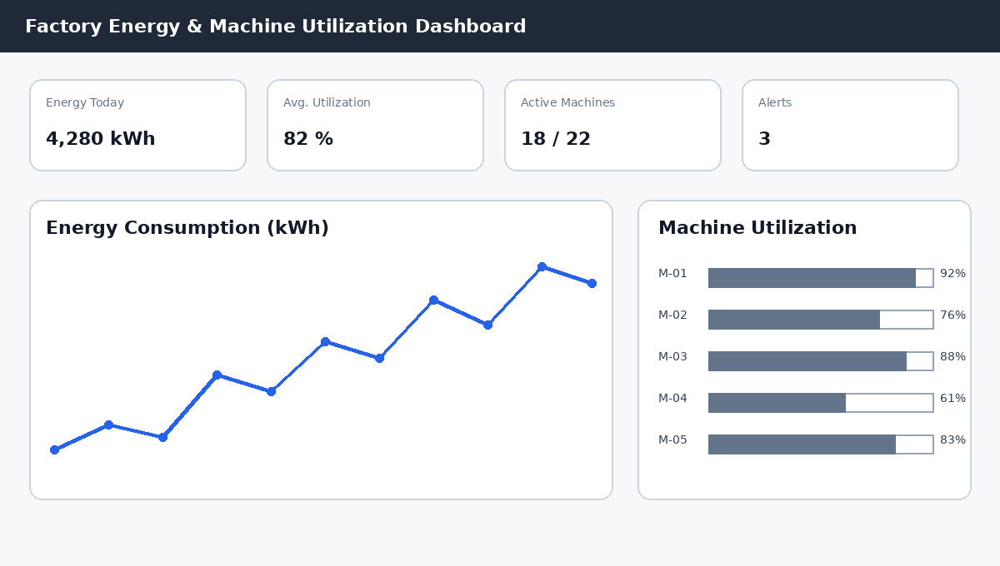 Factory Energy & Machine Utilization Dashboard
Energy Today
4,280 kWh
Avg. Utilization
82 %
Active Machines
18 / 22
Alerts
3
Energy Consumption (kWh)
Machine Utilization
M-01 92%
M-02 76%
M-03 88%
M-04 61%
M-05 83%